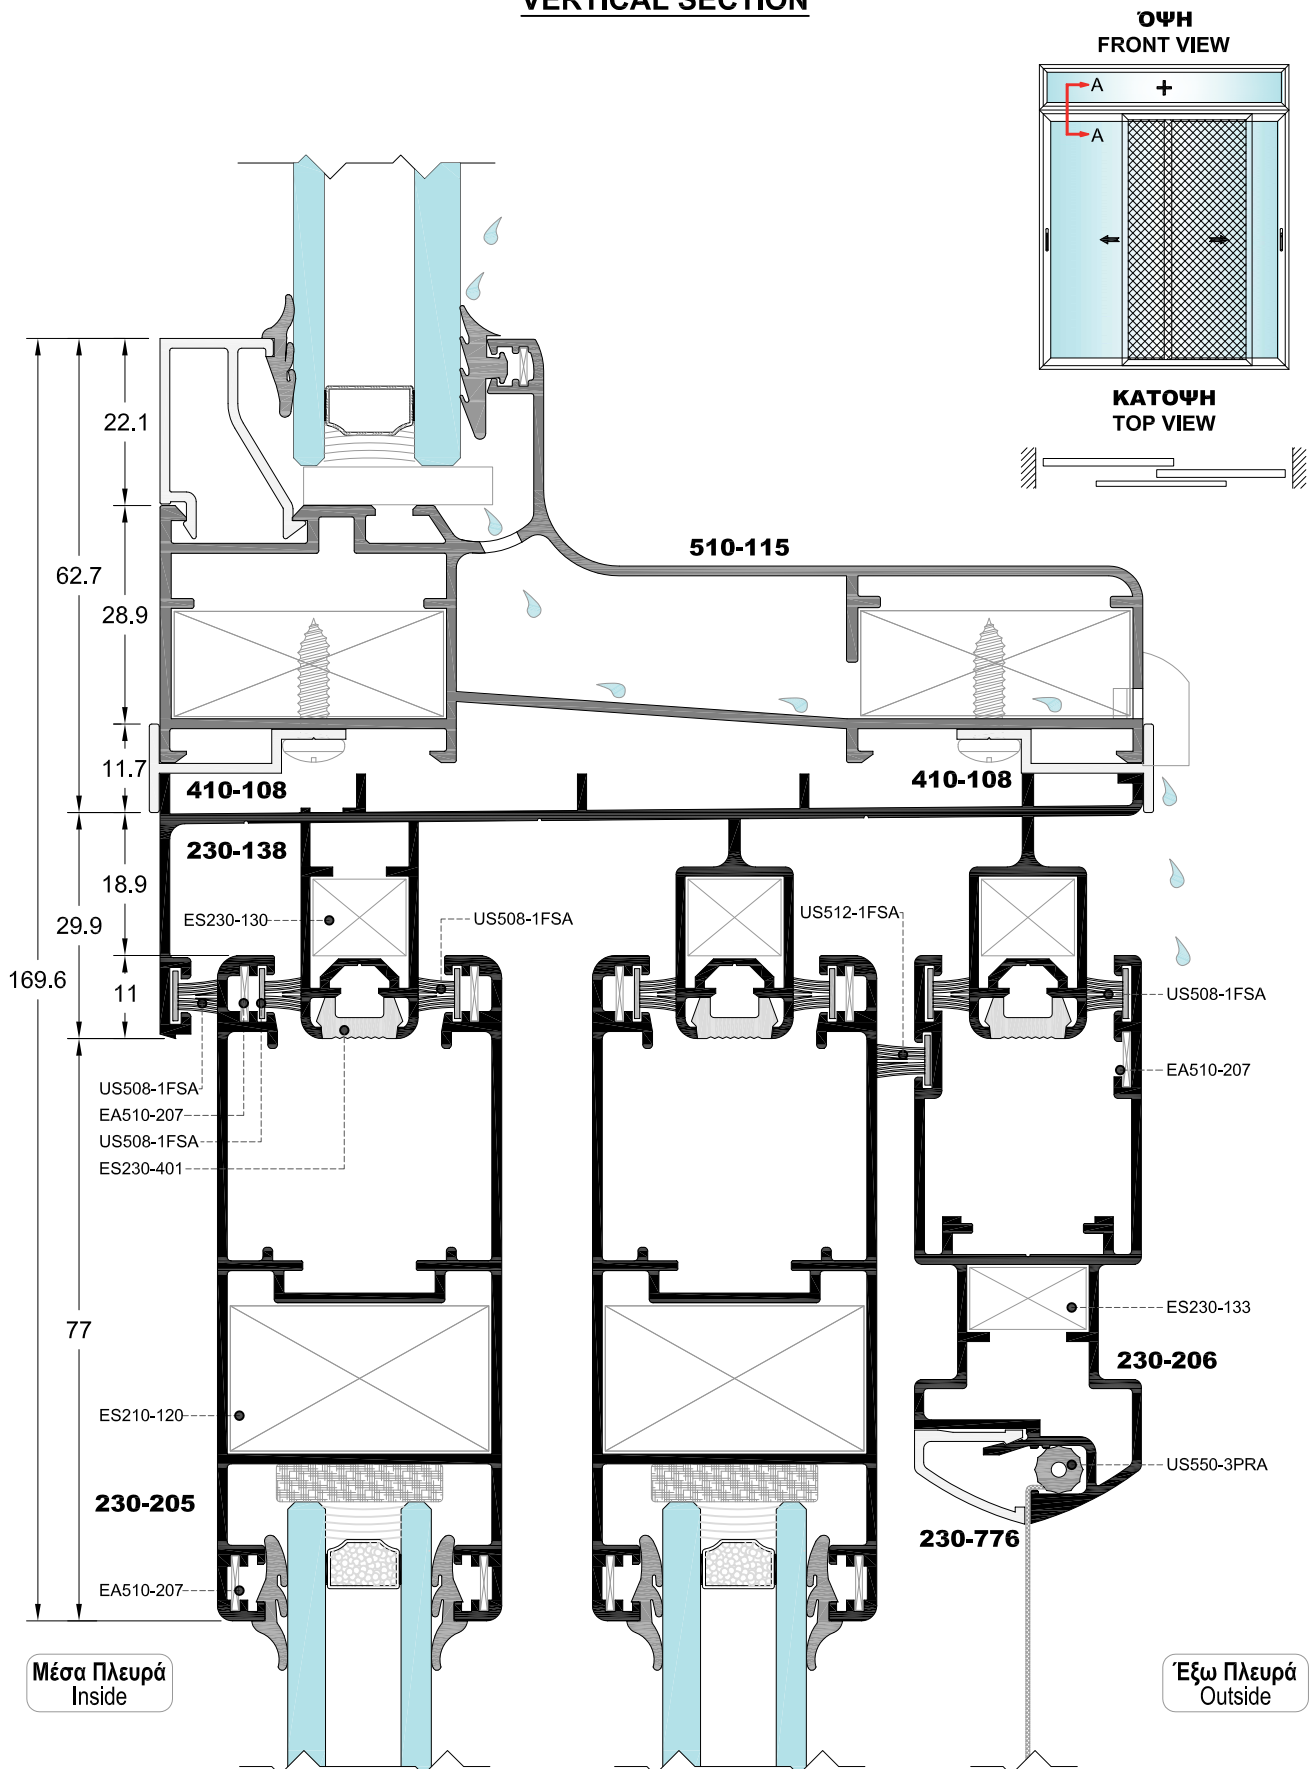 VERTICAL SECTION
ΌΨΗ
FRONT VIEW
A
+
A
ΚΑΤΟΨΗ
TOP VIEW
22.1
510-115
62.7
28.9
11.7
410-108
410-108
230-138
18.9
ES230-130
US508-1FSA
US512-1FSA
29.9
169.6
11
US508-1FSA
EA510-207
US508-1FSA
EA510-207
US508-1FSA
ES230-401
ES230-133
77
230-206
ES210-120
US550-3PRA
230-205
230-776
EA510-207
Μέσα Πλευρά
Inside
Έξω Πλευρά
Outside